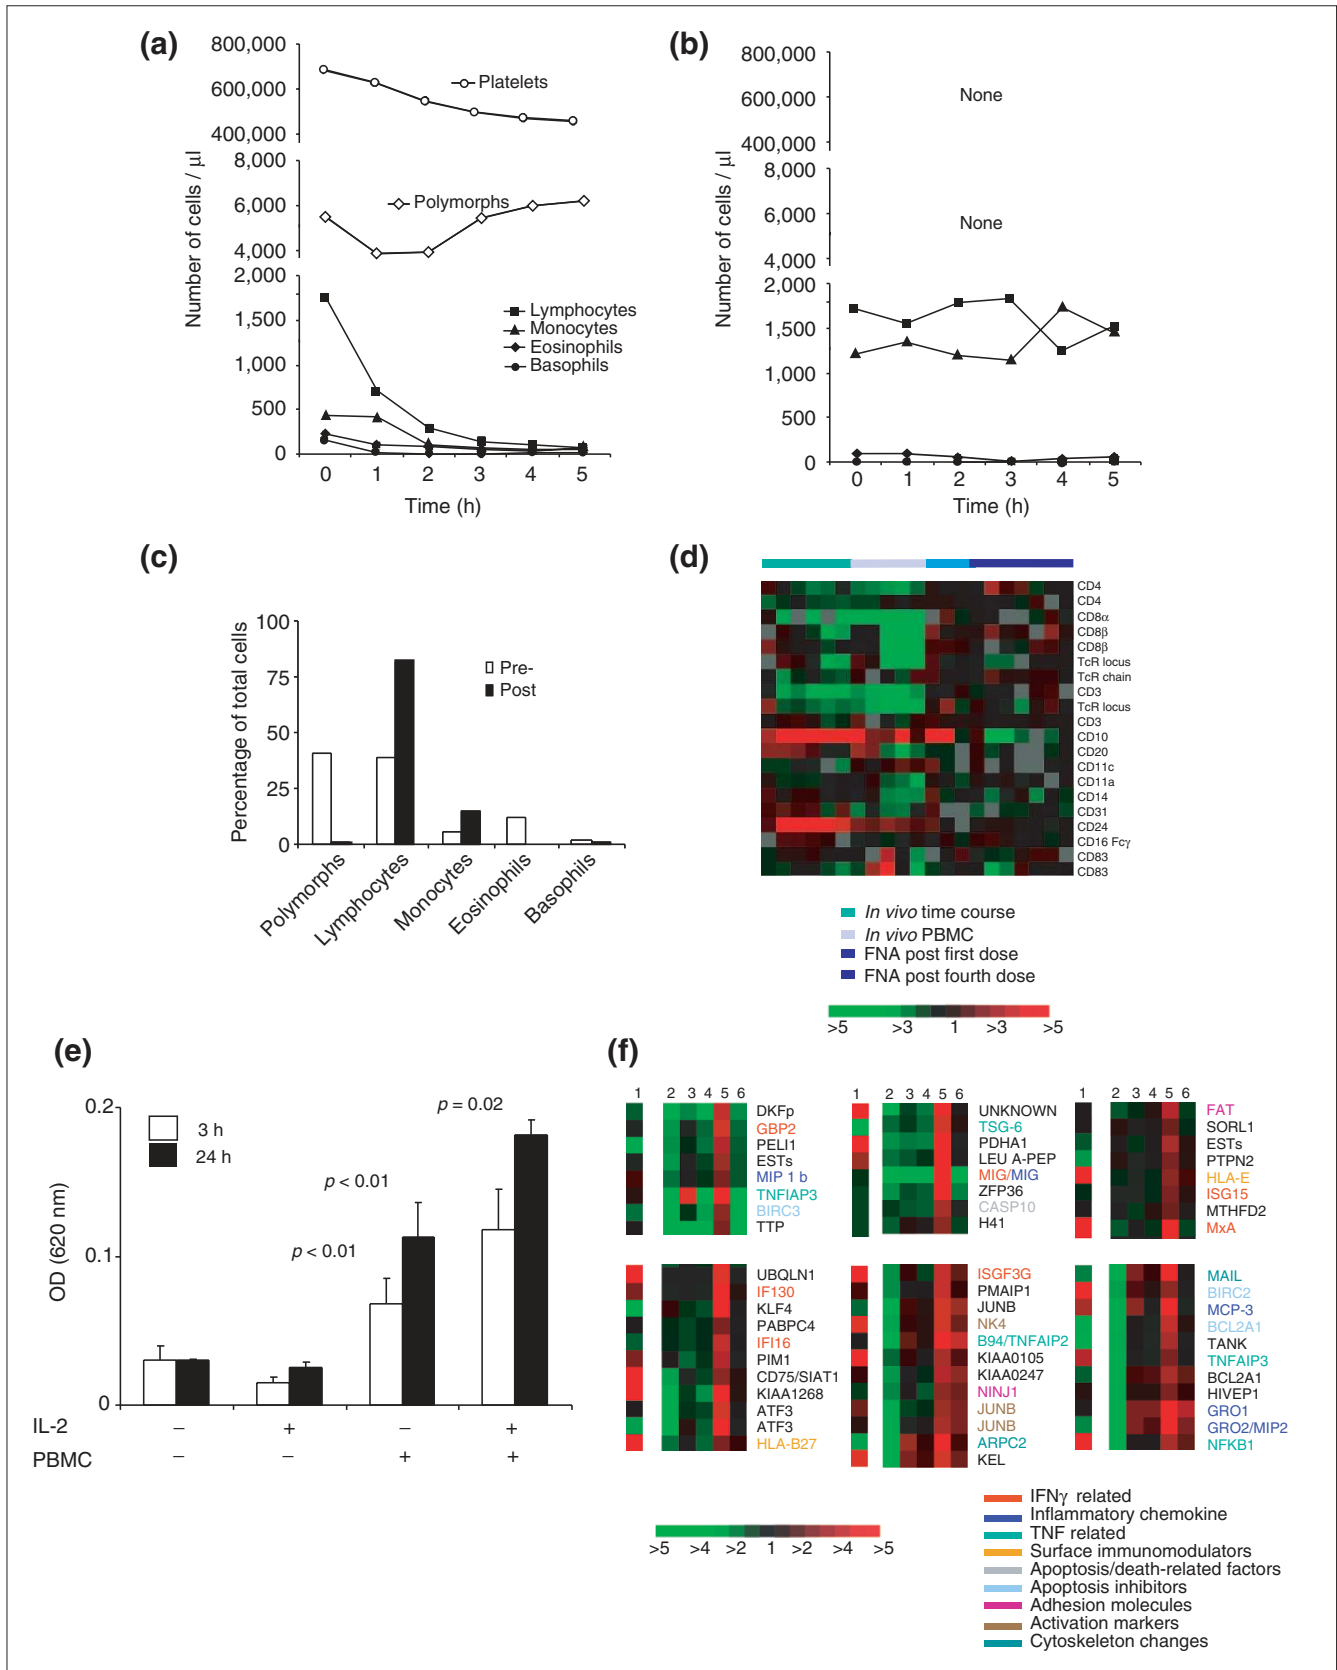 (a)
800,000
600,000
400,000
8,000
6,000
4,000
2,000
1,500
1,000
500
0
Number of cells / μl
Platelets
Polymorphs
Lymphocytes
Monocytes
Eosinophils
Basophils
0 1 2 3 4 5
Time (h)
(b)
800,000
600,000
400,000
8,000
6,000
4,000
2,000
1,500
1,000
500
0
Number of cells / μl
None
None
0 1 2 3 4 5
Time (h)
(c)
100
75
50
25
0
Percentage of total cells
Pre-
Post
Polymorphs
Lymphocytes
Monocytes
Eosinophils
Basophils
(d)
CD4
CD4
CD8α
CD8β
CD8β
TcR locus
TcR chain
CD3
TcR locus
CD3
CD10
CD20
CD11c
CD11a
CD14
CD31
CD24
CD16 Fcγ
CD83
CD83
In vivo time course
In vivo PBMC
FNA post first dose
FNA post fourth dose
>5 >3 1 >3 >5
(e)
0.2
0.1
0
OD (620 nm)
3 h
24 h
p < 0.01
p < 0.01
p = 0.02
IL-2 – + – +
PBMC – – + +
(f)
1 2 3 4 5 6
DKFp
GBP2
PELI1
ESTs
MIP 1 b
TNFIAP3
BIRC3
TTP
1 2 3 4 5 6
UNKNOWN
TSG-6
PDHA1
LEU A-PEP
MIG/MIG
ZFP36
CASP10
H41
1 2 3 4 5 6
FAT
SORL1
ESTs
PTPN2
HLA-E
ISG15
MTHFD2
MxA
UBQLN1
IF130
KLF4
PABPC4
IFI16
PIM1
CD75/SIAT1
KIAA1268
ATF3
ATF3
HLA-B27
ISGF3G
PMAIP1
JUNB
NK4
B94/TNFAIP2
KIAA0105
KIAA0247
NINJ1
JUNB
JUNB
ARPC2
KEL
MAIL
BIRC2
MCP-3
BCL2A1
TANK
TNFAIP3
BCL2A1
HIVEP1
GRO1
GRO2/MIP2
NFKB1
>5 >4 >2 1 >2 >4 >5
IFNγ related
Inflammatory chemokine
TNF related
Surface immunomodulators
Apoptosis/death-related factors
Apoptosis inhibitors
Adhesion molecules
Activation markers
Cytoskeleton changes